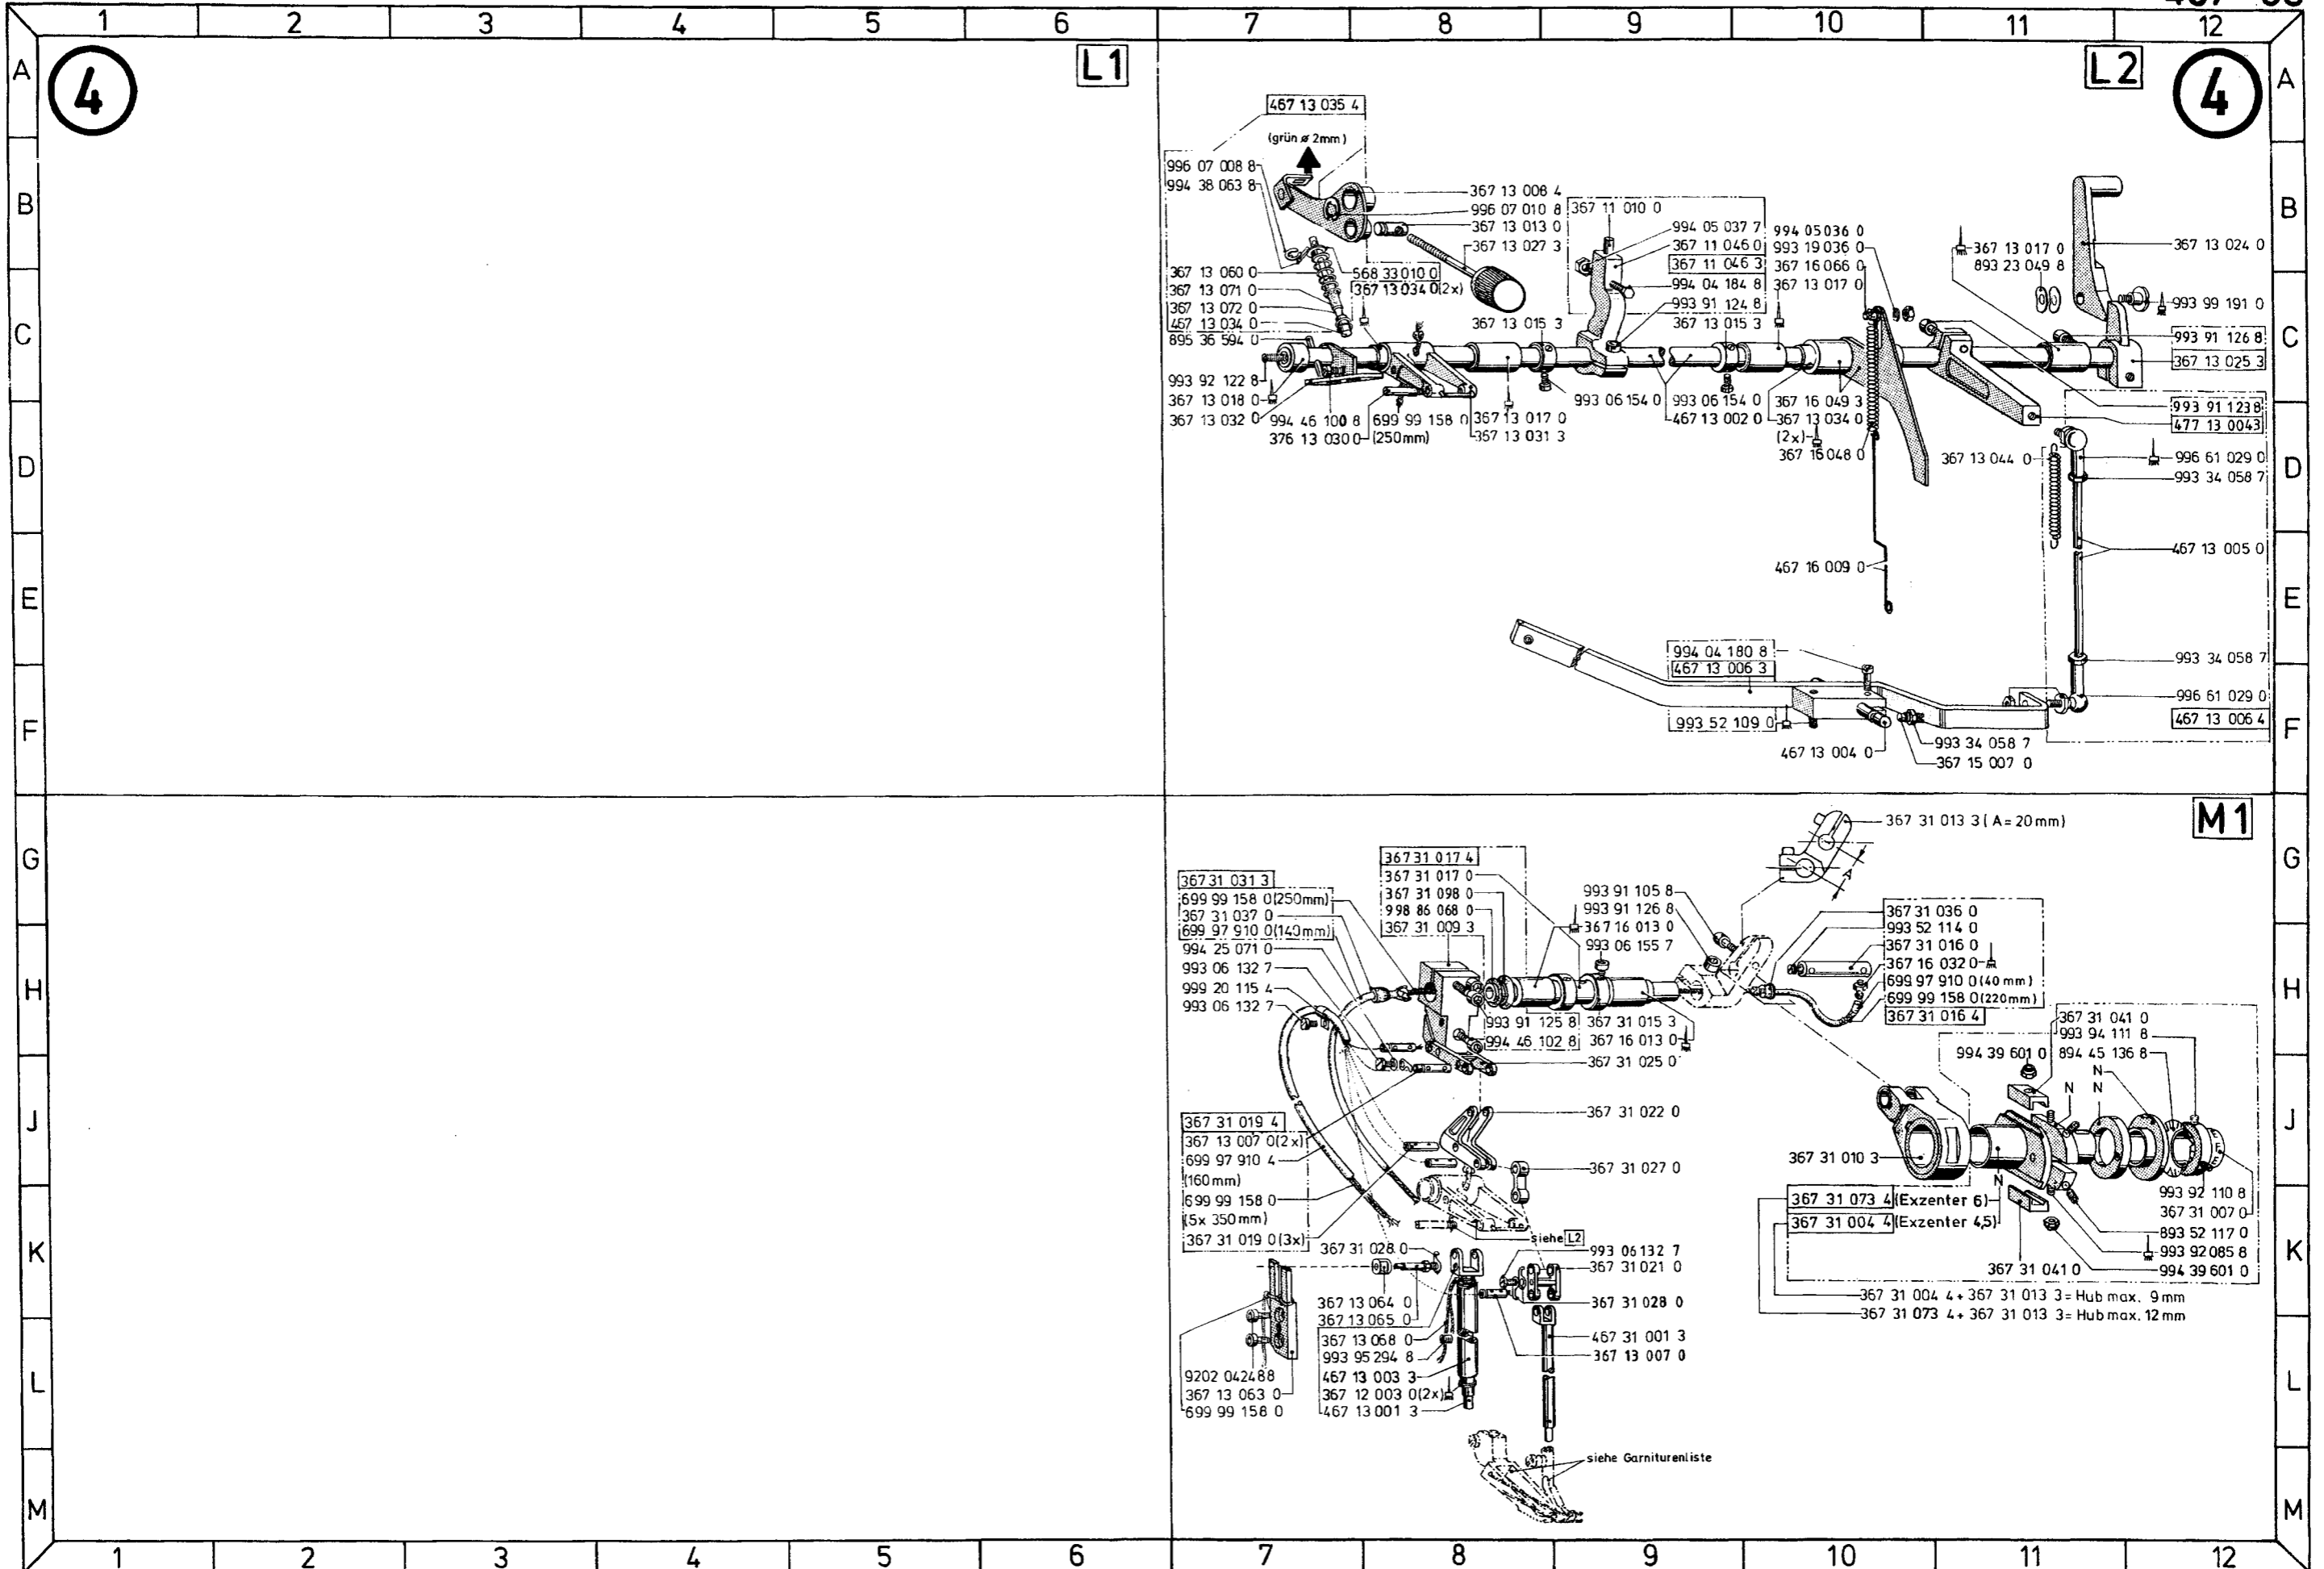 1 2 3 4 5 6 7 8 9 10 11 12
A
4
L1
L2
4
A
467 13 035 4
(grün ø 2mm)
996 07 008 8
994 38 063 8
B
367 13 008 4
996 07 010 8
367 13 013 0
367 13 027 3
367 11 010 0
994 05 037 7
367 11 046 0
367 11 046 3
994 04 184 8
993 91 124 8
994 05 036 0
993 19 036 0
367 16 066 0
367 13 017 0
367 13 017 0
893 23 049 8
367 13 024 0
B
367 13 060 0
367 13 071 0
367 13 072 0
467 13 034 0
895 36 594 0
568 33 010 0
367 13 034 0(2x)
C
367 13 015 3
367 13 015 3
993 99 191 0
993 91 126 8
367 13 025 3
C
993 92 122 8
367 13 018 0
367 13 032 0
994 46 100 8
376 13 030 0
699 99 158 0
(250mm)
367 13 017 0
367 13 031 3
993 06 154 0
993 06 154 0
467 13 002 0
367 16 049 3
367 13 034 0
(2x)
367 16 048 0
993 91 123 8
477 13 004 3
D
367 13 044 0
996 61 029 0
993 34 058 7
D
467 13 005 0
467 16 009 0
E
E
994 04 180 8
467 13 006 3
993 34 058 7
996 61 029 0
467 13 006 4
F
993 52 109 0
467 13 004 0
993 34 058 7
367 15 007 0
F
M1
367 31 013 3 ( A = 20 mm)
A
G
G
367 31 031 3
699 99 158 0(250mm)
367 31 037 0
699 97 910 0(140mm)
994 25 071 0
993 06 132 7
999 20 115 4
993 06 132 7
367 31 017 4
367 31 017 0
367 31 098 0
998 86 068 0
367 31 009 3
993 91 105 8
993 91 126 8
367 16 013 0
993 06 155 7
367 31 036 0
993 52 114 0
367 31 016 0
367 16 032 0
699 97 910 0(40 mm)
699 99 158 0(220mm)
367 31 016 4
H
H
993 91 125 8
994 46 102 8
367 31 015 3
367 16 013 0
367 31 025 0
367 31 041 0
993 94 111 8
994 39 601 0
894 45 136 8
N
N
N
N
J
J
367 31 019 4
367 13 007 0(2x)
699 97 910 4
(160 mm)
699 99 158 0
(5x 350 mm)
367 31 019 0 (3x)
367 31 022 0
367 31 027 0
367 31 010 3
367 31 073 4 (Exzenter 6)
367 31 004 4 (Exzenter 4,5)
993 92 110 8
367 31 007 0
893 52 117 0
993 92 085 8
994 39 601 0
367 31 041 0
K
K
siehe L2
367 31 028 0
993 06 132 7
367 31 021 0
367 31 028 0
367 13 064 0
367 13 065 0
367 13 068 0
993 95 294 8
467 13 003 3
367 12 003 0(2x)
467 13 001 3
467 31 001 3
367 13 007 0
367 31 004 4 + 367 31 013 3 = Hub max. 9 mm
367 31 073 4 + 367 31 013 3 = Hub max. 12 mm
9202 04248 8
367 13 063 0
699 99 158 0
L
L
siehe Garniturenliste
M
M
1 2 3 4 5 6 7 8 9 10 11 12